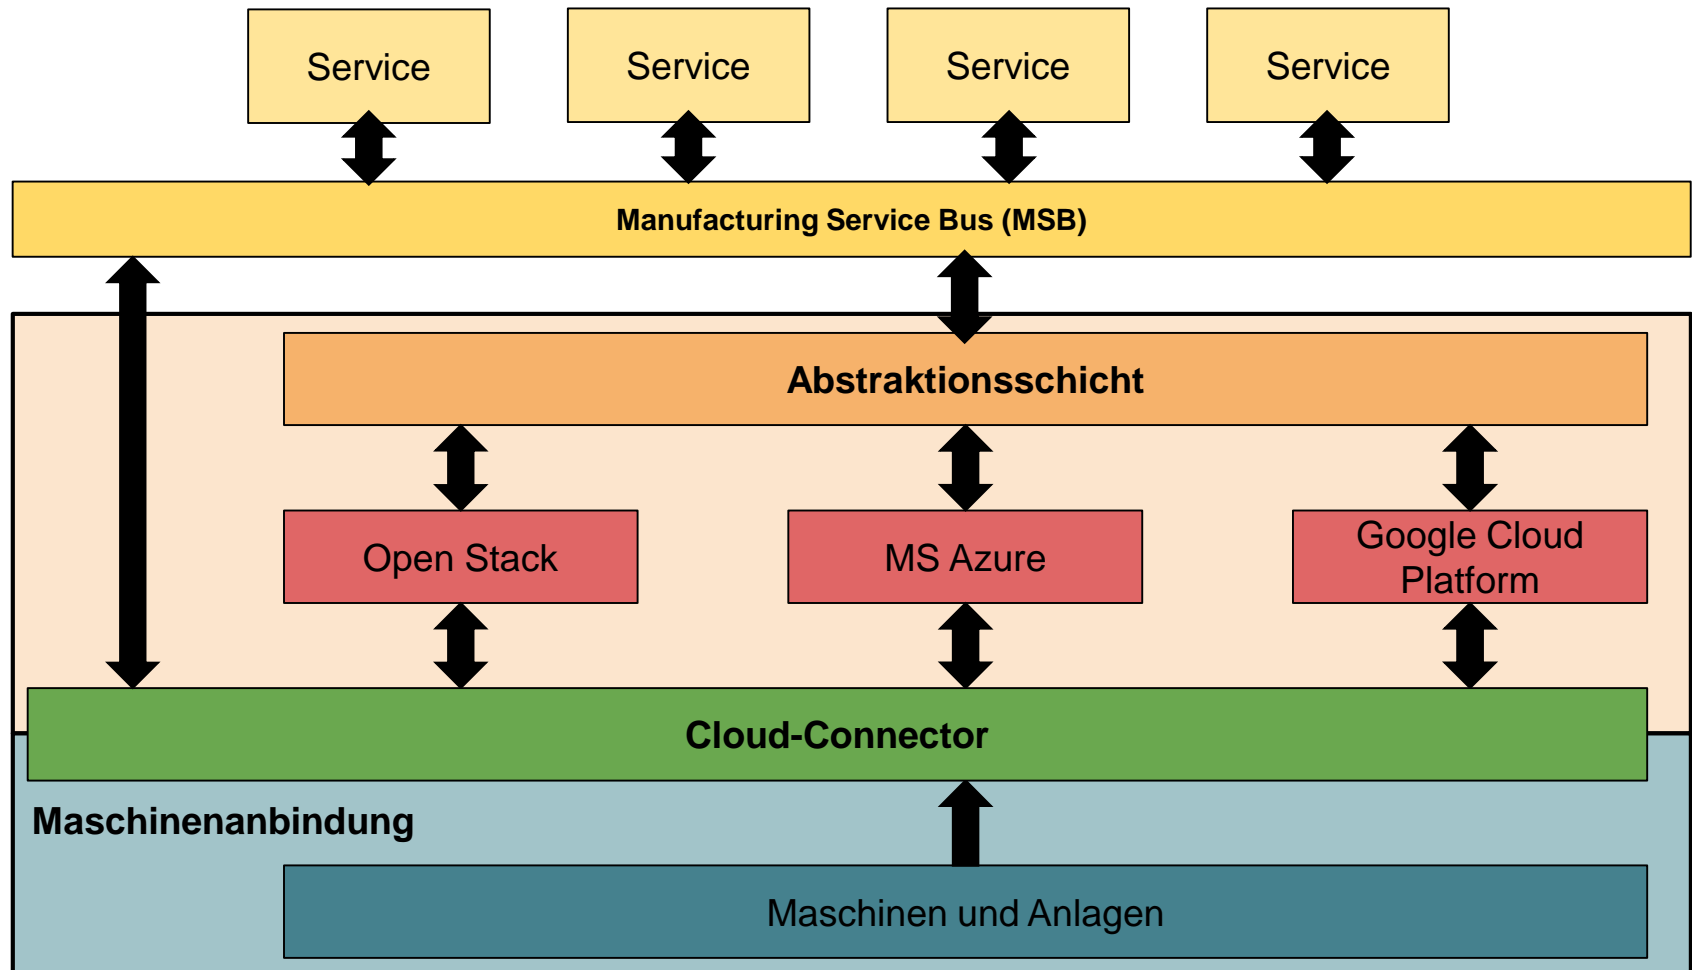 Service
Service
Service
Service
Manufacturing Service Bus (MSB)
Abstraktionsschicht
Open Stack
MS Azure
Google Cloud
Platform
Cloud-Connector
Maschinenanbindung
Maschinen und Anlagen